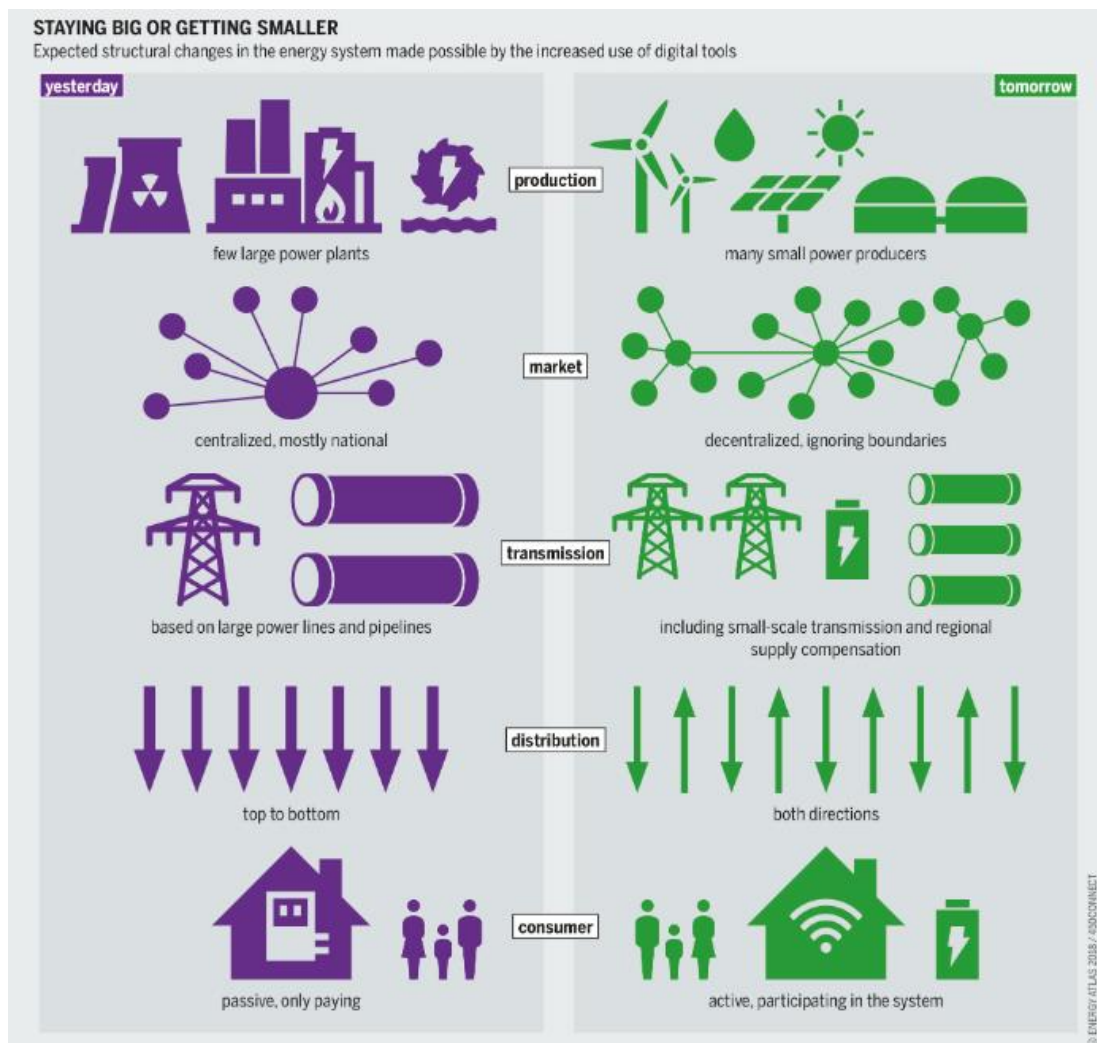 STAYING BIG OR GETTING SMALLER
Expected structural changes in the energy system made possible by the increased use of digital tools
yesterday
tomorrow
production
few large power plants
many small power producers
market
centralized, mostly national
decentralized, ignoring boundaries
transmission
based on large power lines and pipelines
including small-scale transmission and regional
supply compensation
distribution
top to bottom
both directions
consumer
passive, only paying
active, participating in the system
© ENERGY ATLAS 2018 / 450CONNECT